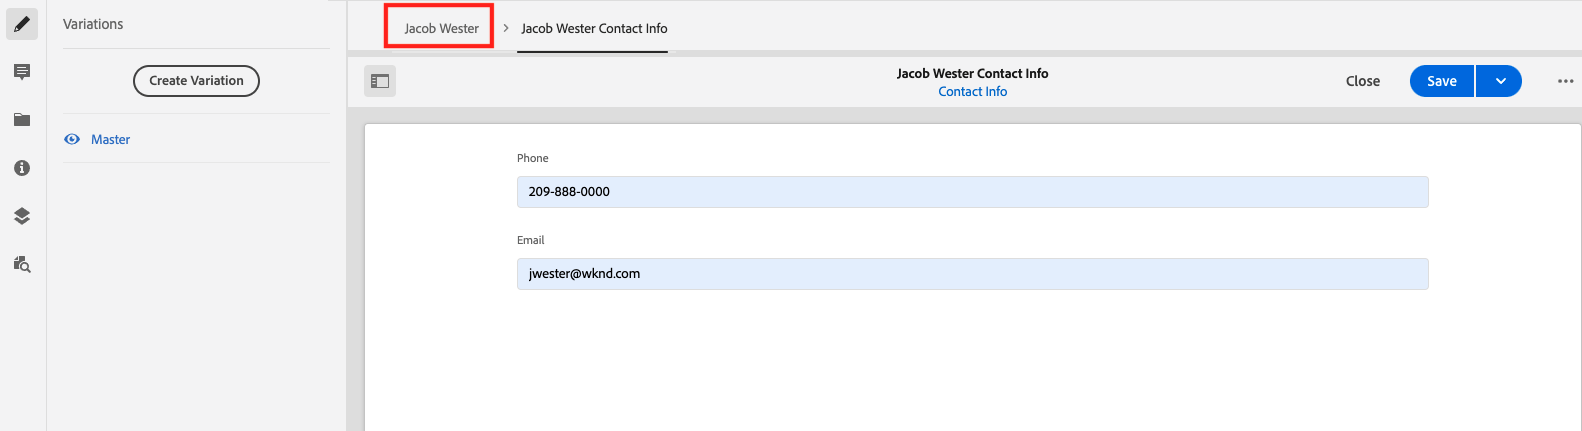 Variations
Create Variation
Master
Jacob Wester > Jacob Wester Contact Info
Jacob Wester Contact Info
Contact Info
Close
Save
Phone
209-888-0000
Email
jwester@wknd.com